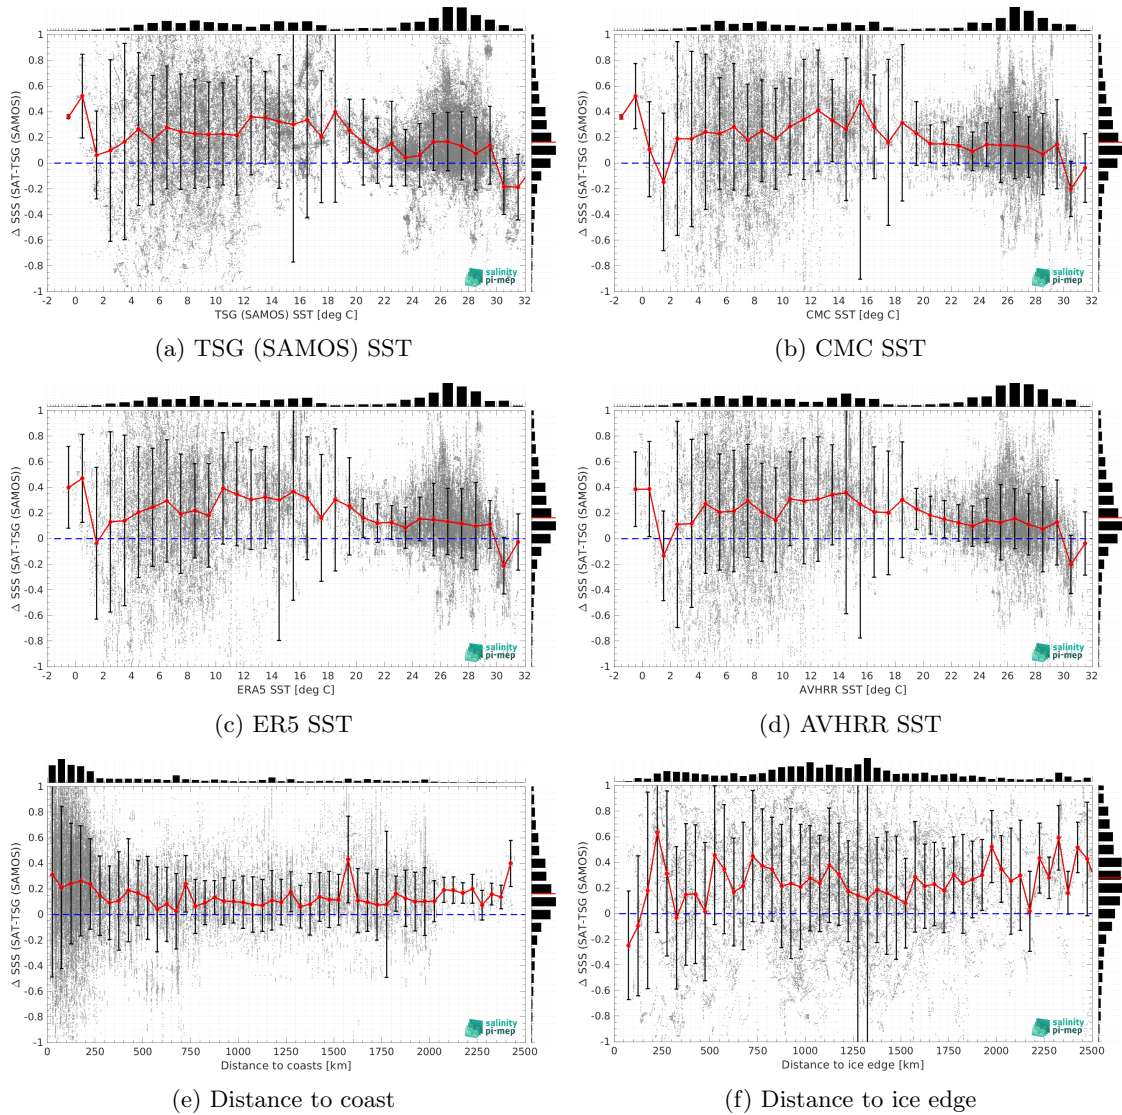 1
0.8
0.6
0.4
0.2
0
-0.2
-0.4
-0.6
-0.8
-1
Δ SSS (SAT-TSG (SAMOS))
-2 0 2 4 6 8 10 12 14 16 18 20 22 24 26 28 30 32
TSG (SAMOS) SST [deg C]
salinity
pi-mep
(a) TSG (SAMOS) SST
1
0.8
0.6
0.4
0.2
0
-0.2
-0.4
-0.6
-0.8
-1
Δ SSS (SAT-TSG (SAMOS))
-2 0 2 4 6 8 10 12 14 16 18 20 22 24 26 28 30 32
CMC SST [deg C]
salinity
pi-mep
(b) CMC SST
1
0.8
0.6
0.4
0.2
0
-0.2
-0.4
-0.6
-0.8
-1
Δ SSS (SAT-TSG (SAMOS))
-2 0 2 4 6 8 10 12 14 16 18 20 22 24 26 28 30 32
ERA5 SST [deg C]
salinity
pi-mep
(c) ER5 SST
1
0.8
0.6
0.4
0.2
0
-0.2
-0.4
-0.6
-0.8
-1
Δ SSS (SAT-TSG (SAMOS))
-2 0 2 4 6 8 10 12 14 16 18 20 22 24 26 28 30 32
AVHRR SST [deg C]
salinity
pi-mep
(d) AVHRR SST
1
0.8
0.6
0.4
0.2
0
-0.2
-0.4
-0.6
-0.8
-1
Δ SSS (SAT-TSG (SAMOS))
0 250 500 750 1000 1250 1500 1750 2000 2250 2500
Distance to coasts [km]
salinity
pi-mep
(e) Distance to coast
1
0.8
0.6
0.4
0.2
0
-0.2
-0.4
-0.6
-0.8
-1
Δ SSS (SAT-TSG (SAMOS))
0 250 500 750 1000 1250 1500 1750 2000 2250 2500
Distance to ice edge [km]
salinity
pi-mep
(f) Distance to ice edge